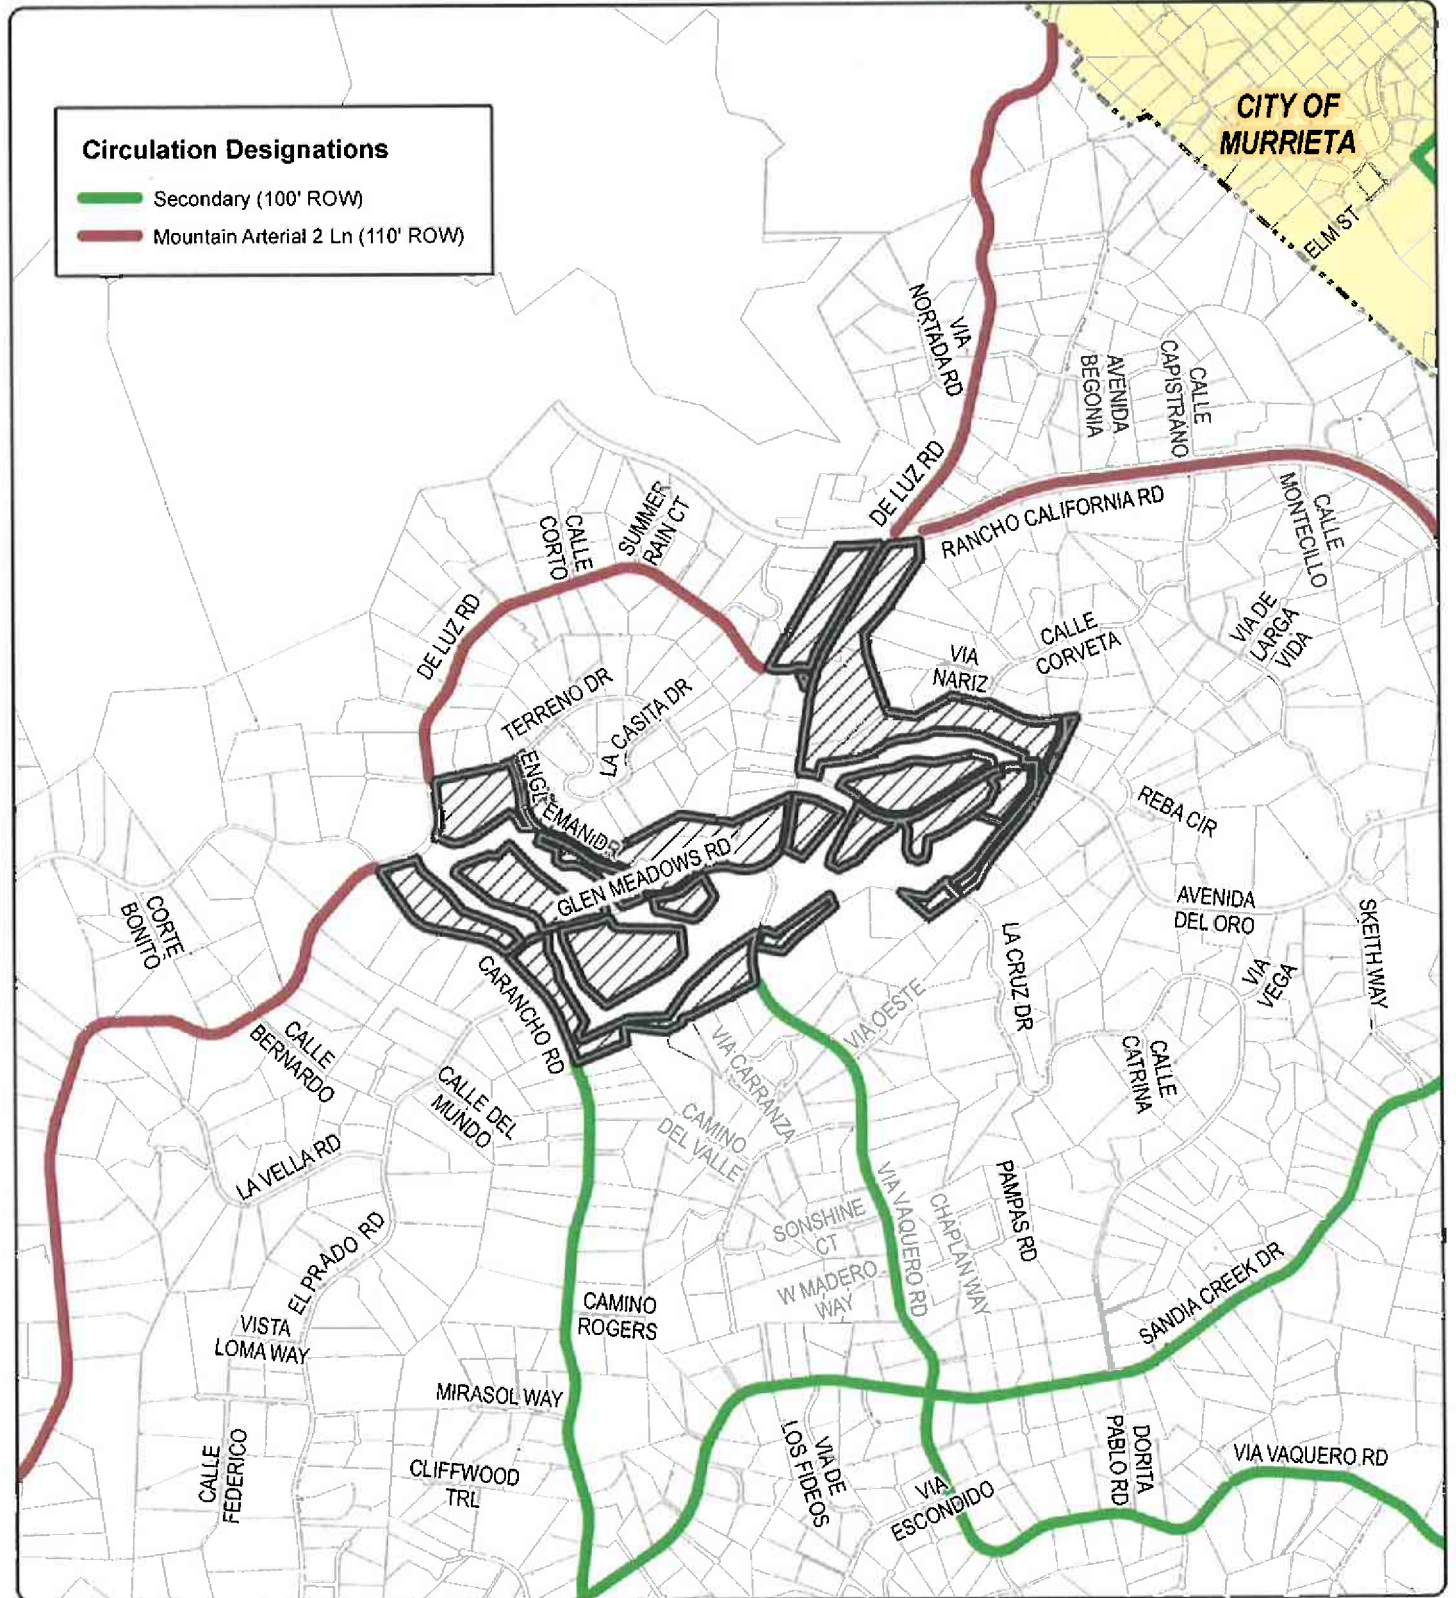 CITY OF
MURRIETA
Circulation Designations
Secondary (100' ROW)
Mountain Arterial 2 Ln (110' ROW)
ELM ST
VIA
NORTADA RD
AVENIDA
BEGONIA
CALLE
CAPISTRANO
DE LUZ RD
RANCHO CALIFORNIA RD
CALLE
MONTECILLO
CALLE
CORTO
SUMMER
RAIN CT
DE LUZ RD
VIA DE
LARGA
VIDA
CALLE
CORVETA
VIA
NARIZ
TERRENO DR
LA CASITA DR
ENGLEMAN DR
GLEN MEADOWS RD
REBA CIR
AVENIDA
DEL ORO
SKEITH WAY
CORTE
BONITO
CARANCHO RD
LA CRUZ DR
VIA
VEGA
VIA OESTE
CALLE
BERNARDO
VIA CARRANZA
CALLE
CATRINA
CALLE DEL
MUNDO
CAMINO
DEL VALLE
LA VELLA RD
PAMPAS RD
VIA VAQUERO RD
CHAPLAN WAY
SONSHINE
CT
EL PRADO RD
W MADERO
WAY
SANDIA CREEK DR
CAMINO
ROGERS
VISTA
LOMA WAY
MIRASOL WAY
CALLE
FEDERICO
CLIFFWOOD
TRL
VIA DE
LOS FIDEOS
VIA
ESCONDIDO
DORITA
PABLO RD
VIA VAQUERO RD